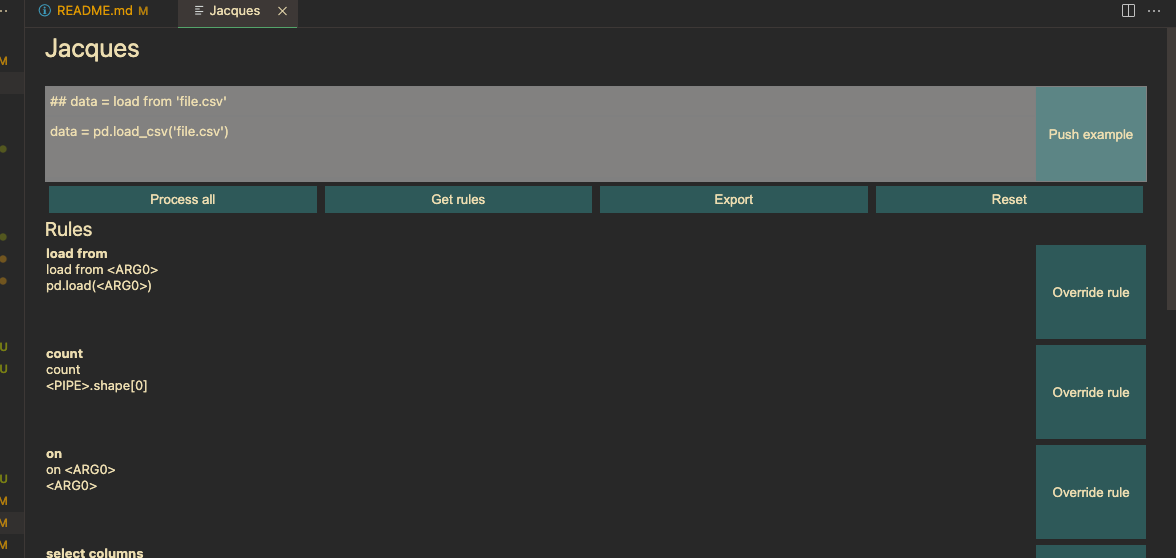 README.md M
Jacques
Jacques
## data = load from 'file.csv'
data = pd.load_csv('file.csv')
Push example
Process all
Get rules
Export
Reset
Rules
load from
load from <ARG0>
pd.load(<ARG0>)
Override rule
count
count
<PIPE>.shape[0]
Override rule
on
on <ARG0>
<ARG0>
Override rule
select columns
M
U
U
U
M
M
M